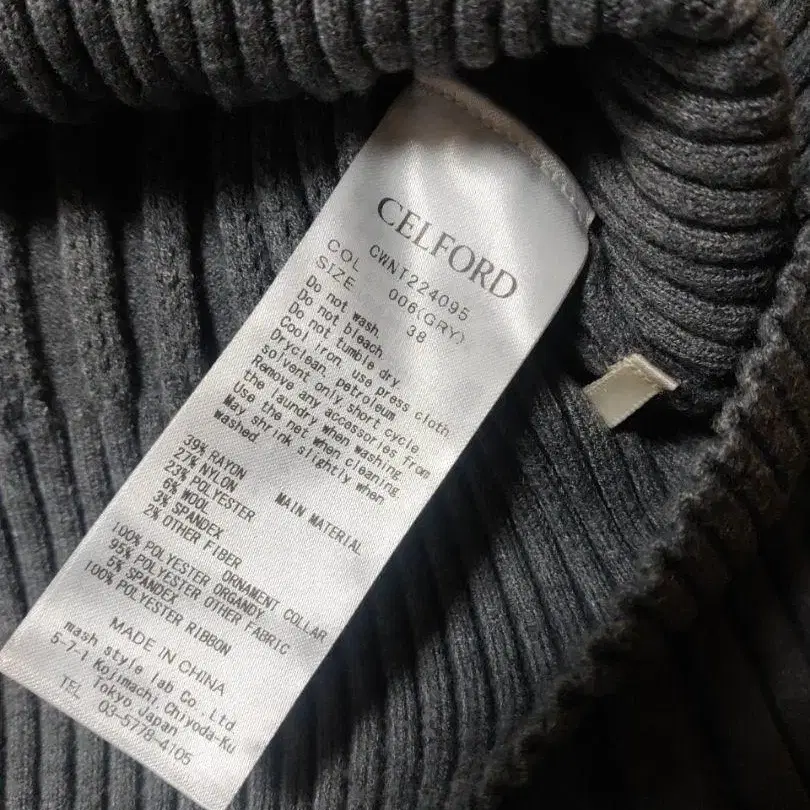 CELFORD
CWNT224095
COL 006(GRY)
SIZE 38
Do not wash.
Do not bleach.
Do not tumble dry.
Cool iron, use press cloth.
Dryclean, petroleum
solvent only,short cycle.
Remove any accessories from
the laundry when washing.
Use the net when cleaning.
May shrink slightly when
washed.
39% RAYON MAIN MATERIAL
27% NYLON
23% POLYESTER
6% WOOL
3% SPANDEX
2% OTHER FIBER
100% POLYESTER ORNAMENT COLLAR
95% POLYESTER ORGANDY
5% SPANDEX OTHER FABRIC
100% POLYESTER RIBBON
MADE IN CHINA
mash style lab Co.,Ltd.
5-7-1 Kojimachi,Chiyoda-Ku
Tokyo Japan
TEL 03-5778-4105